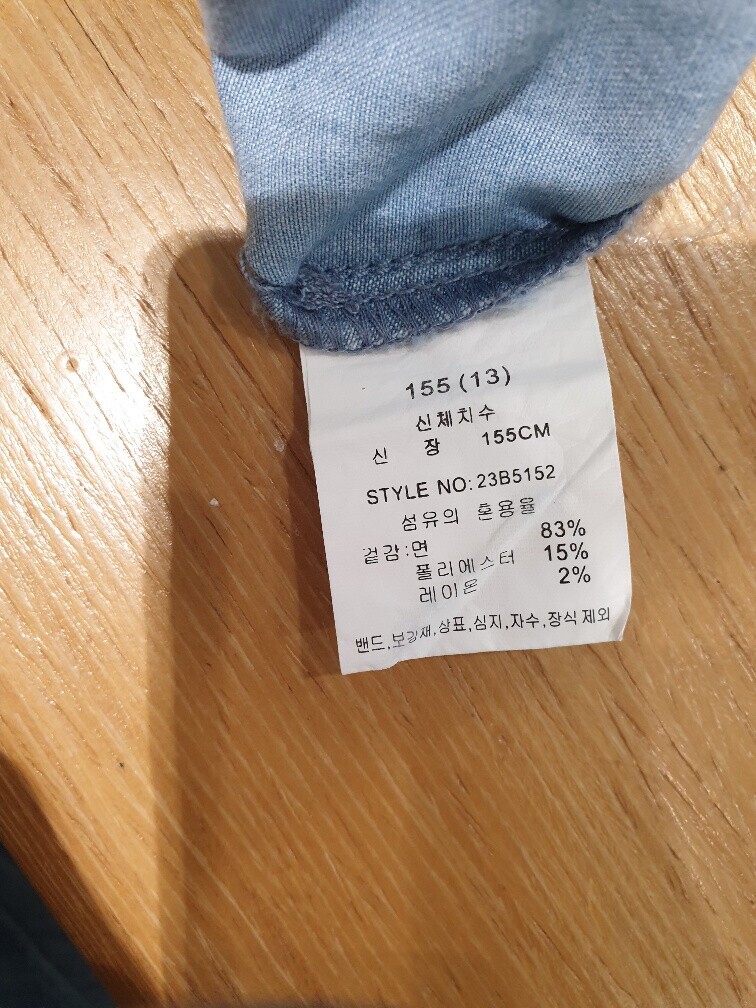 155 (13)
신체치수
신 장 155CM
STYLE NO: 23B5152
섬유의 혼용율
겉감:면 83%
폴리에스터 15%
레이온 2%
밴드,보강재,상표,심지,자수,장식 제외